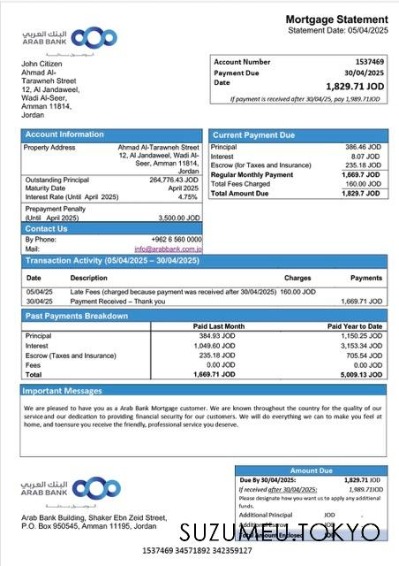 البنك العربي
ARAB BANK
Mortgage Statement
Statement Date: 05/04/2025
John Citizen
Ahmad Al-
Tarawneh Street
12, Al Jandaweel,
Wadi Al-Seer,
Amman 11814,
Jordan
Account Number 1537469
Payment Due 30/04/2025
Date 1,829.71 JOD
If payment is received after 30/04/25, pay 1,989.71JOD
Account Information
Property Address Ahmad Al-Tarawneh Street
12, Al Jandaweel, Wadi Al-
Seer, Amman 11814,
Jordan
Outstanding Principal 264,776.43 JOD
Maturity Date April 2025
Interest Rate (Until April 2025) 4.75%
Prepayment Penalty
(Until April 2025) 3,500.00 JOD
Contact Us
By Phone: +962 6 560 0000
Mail: info@arabbank.com.jo
Current Payment Due
Principal 386.46 JOD
Interest 8.07 JOD
Escrow (for Taxes and Insurance) 235.18 JOD
Regular Monthly Payment 1,669.7 JOD
Total Fees Charged 160.00 JOD
Total Amount Due 1,829.7 JOD
Transaction Activity (05/04/2025 – 30/04/2025)
Date Description Charges Payments
05/04/25 Late Fees (charged because payment was received after 30/04/2025) 160.00 JOD
30/04/25 Payment Received – Thank you 1,669.71 JOD
Past Payments Breakdown
Paid Last Month Paid Year to Date
Principal 384.93 JOD 1,150.25 JOD
Interest 1,049.60 JOD 3,153.34 JOD
Escrow (Taxes and Insurance) 235.18 JOD 705.54 JOD
Fees 0.00 JOD 0.00 JOD
Total 1,669.71 JOD 5,009.13 JOD
Important Messages
We are pleased to have you as a Arab Bank Mortgage customer. We are known throughout the country for the quality of our
service and our dedication to providing financial security for our customers. We will do everything we can to make you feel at
home, and toensure you receive the friendly, professional service you deserve.
البنك العربي
ARAB BANK
Arab Bank Building, Shaker Ebn Zeid Street,
P.O. Box 950545, Amman 11195, Jordan
Amount Due
Due By 30/04/2025: 1,829.71 JOD
If received after 30/04/2025: 1,989.71JOD
Please designate how you want us to apply any additional
funds.
Additional Principal JOD
Additional Escrow JOD
Total Amount Enclosed JOD
SUZUMEU.TOKYO
1537469 34571892 342359127